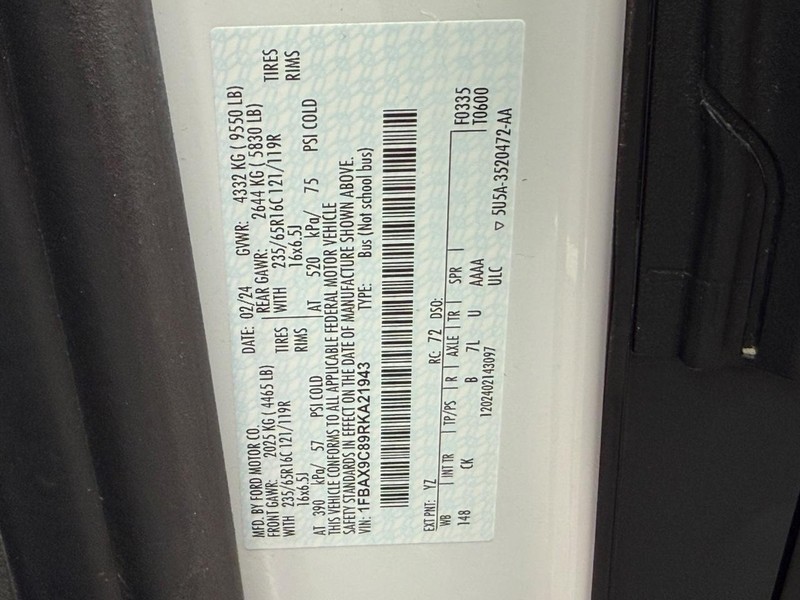 MFD. BY FORD MOTOR CO.
DATE: 02/24 GVWR: 4332 KG ( 9550 LB)
FRONT GAWR: 2025 KG ( 4465 LB) REAR GAWR: 2644 KG ( 5830 LB)
WITH 235/65R16C 121/119R TIRES WITH 235/65R16C 121/119R TIRES
16x6.5J RIMS 16x6.5J RIMS
AT 390 kPa/ 57 PSI COLD AT 520 kPa/ 75 PSI COLD
THIS VEHICLE CONFORMS TO ALL APPLICABLE FEDERAL MOTOR VEHICLE
SAFETY STANDARDS IN EFFECT ON THE DATE OF MANUFACTURE SHOWN ABOVE.
VIN: 1FBAX9C89RKA21943 TYPE: Bus (Not school bus)
EXT PNT: YZ RC: 72 DSO: F0335
WB INT TR TP/PS R AXLE TR SPR T0600
148 CK B 7L U AAAA
1202402143097 ULC ▽ 5U5A-3520472-AA